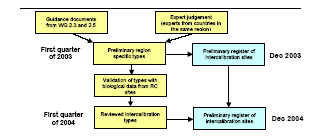 Guidance documents
from WG 2.3 and 2.5
Expert judgement
(experts from countries in
the same region)
First quarter
of 2003
Preliminary region
specific types
Preliminary register of
intercalibration sites
Dec 2003
Validation of types with
biological data from RC sites
First quarter
of 2004
Reviewed intercalibration
types
Preliminary register of
intercalibration sites
Dec 2004